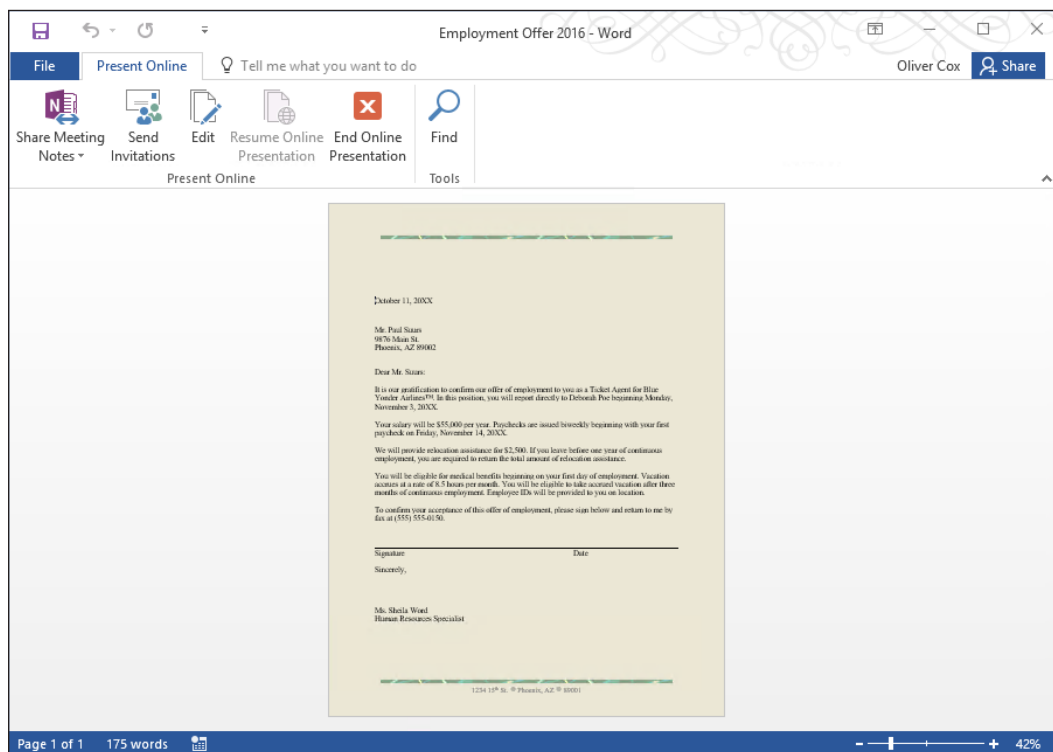 Employment Offer 2016 - Word
File
Present Online
Tell me what you want to do
Oliver Cox
Share
Share Meeting Notes
Send Invitations
Edit
Resume Online Presentation
End Online Presentation
Find
Present Online
Tools
October 11, 20XX
Mr. Paul Suurs
9876 Main St.
Phoenix, AZ 89002
Dear Mr. Suurs:
It is our gratification to confirm our offer of employment to you as a Ticket Agent for Blue
Yonder Airlines™. In this position, you will report directly to Deborah Poe beginning Monday,
November 3, 20XX.
Your salary will be $55,000 per year. Paychecks are issued biweekly beginning with your first
paycheck on Friday, November 14, 20XX.
We will provide relocation assistance for $2,500. If you leave before one year of continuous
employment, you are required to return the total amount of relocation assistance.
You will be eligible for medical benefits beginning on your first day of employment. Vacation
accrues at a rate of 8.5 hours per month. You will be eligible to take accrued vacation after three
months of continuous employment. Employee IDs will be provided to you on location.
To confirm your acceptance of this offer of employment, please sign below and return to me by
fax at (555) 555-0150.
Signature Date
Sincerely,
Ms. Sheila Word
Human Resources Specialist
1234 15th St. Phoenix, AZ 80001
Page 1 of 1
175 words
42%